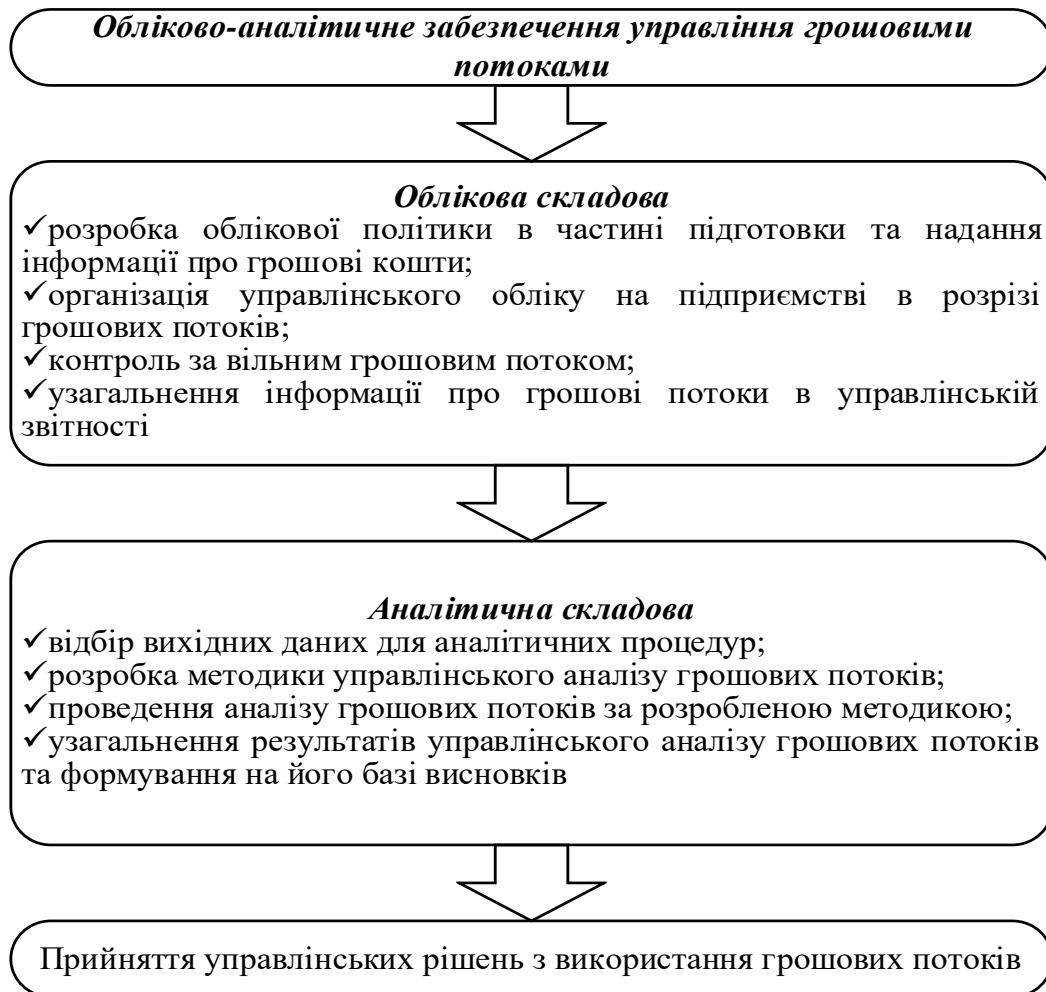 Обліково-аналітичне забезпечення управління грошовими
потоками
Облікова складова
✓розробка облікової політики в частині підготовки та надання
інформації про грошові кошти;
✓організація управлінського обліку на підприємстві в розрізі
грошових потоків;
✓контроль за вільним грошовим потоком;
✓узагальнення інформації про грошові потоки в управлінській
звітності
Аналітична складова
✓відбір вихідних даних для аналітичних процедур;
✓розробка методики управлінського аналізу грошових потоків;
✓проведення аналізу грошових потоків за розробленою методикою;
✓узагальнення результатів управлінського аналізу грошових потоків
та формування на його базі висновків
Прийняття управлінських рішень з використання грошових потоків